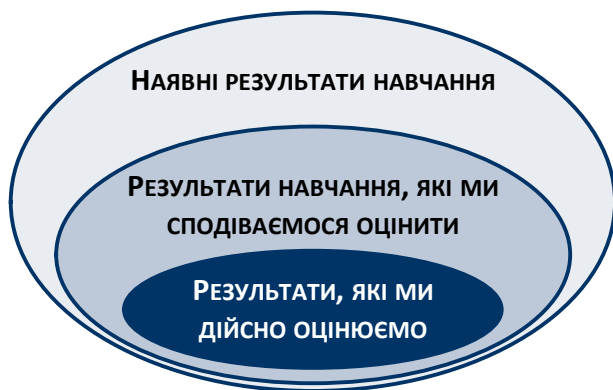 НАЯВНІ РЕЗУЛЬТАТИ НАВЧАННЯ
РЕЗУЛЬТАТИ НАВЧАННЯ, ЯКІ МИ
СПОДІВАЄМОСЯ ОЦІНИТИ
РЕЗУЛЬТАТИ, ЯКІ МИ
ДІЙСНО ОЦІНЮЄМО